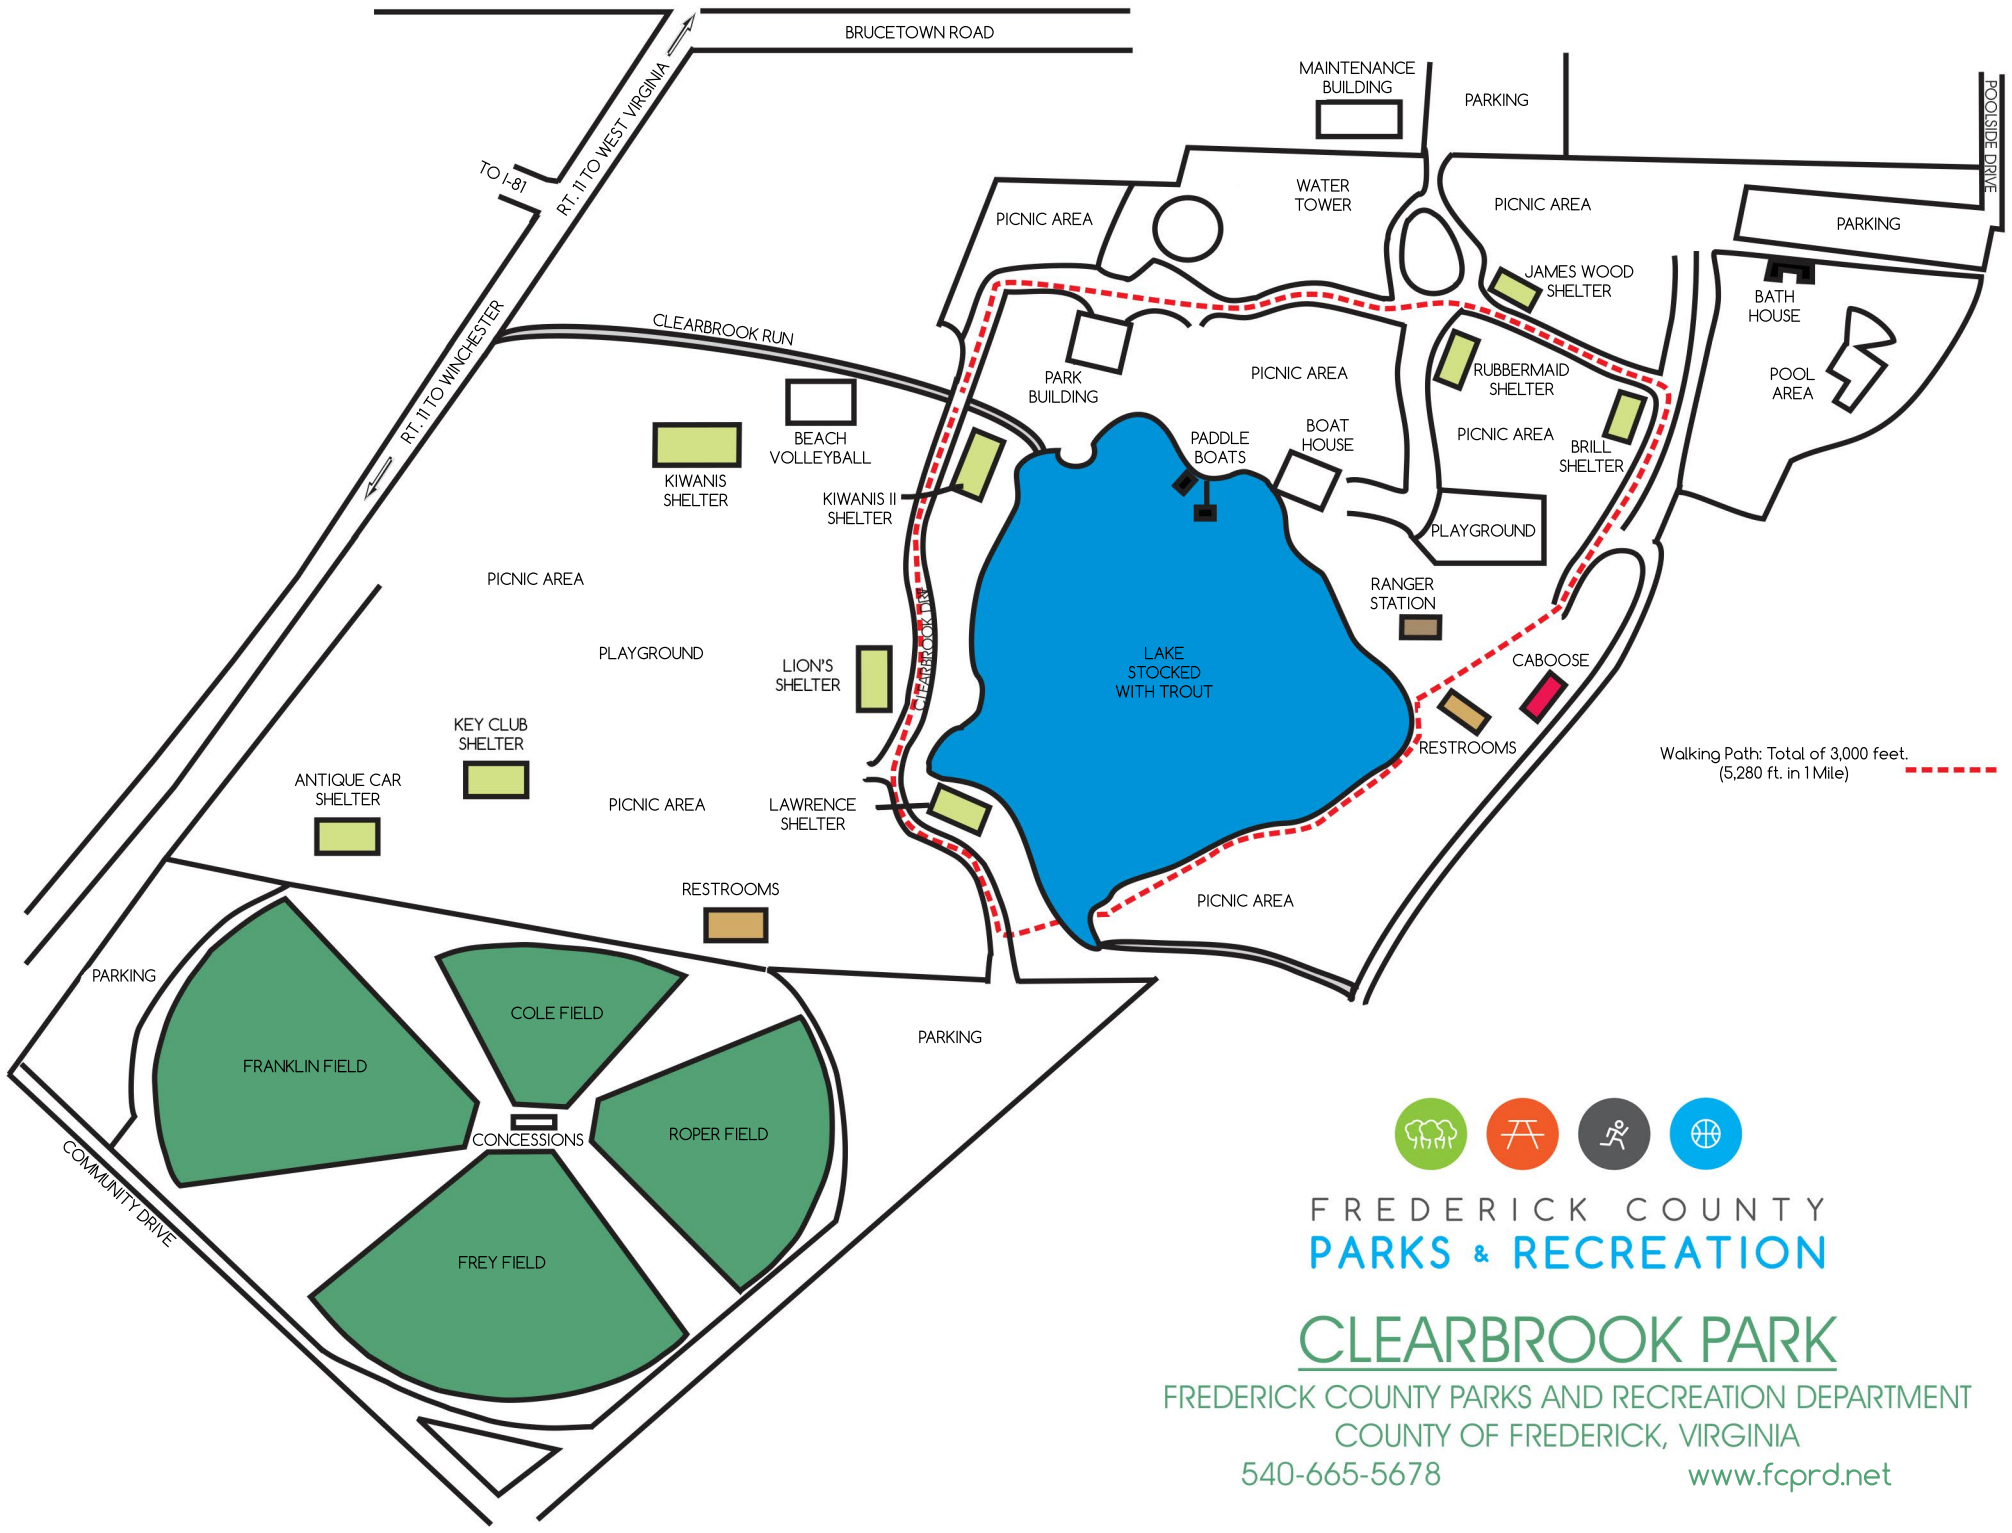 BRUCETOWN ROAD
MAINTENANCE
BUILDING
PARKING
POOLSIDE DRIVE
TO I-81
RT. 11 TO WEST VIRGINIA
WATER
TOWER
PICNIC AREA
PICNIC AREA
PARKING
JAMES WOOD
SHELTER
BATH
HOUSE
RT. 11 TO WINCHESTER
CLEARBROOK RUN
PARK
BUILDING
PICNIC AREA
RUBBERMAID
SHELTER
POOL
AREA
BEACH
VOLLEYBALL
PADDLE
BOATS
BOAT
HOUSE
PICNIC AREA
BRILL
SHELTER
KIWANIS
SHELTER
KIWANIS II
SHELTER
PLAYGROUND
PICNIC AREA
RANGER
STATION
CLEARBROOK DR
PLAYGROUND
LION'S
SHELTER
LAKE
STOCKED
WITH TROUT
CABOOSE
KEY CLUB
SHELTER
RESTROOMS
Walking Path: Total of 3,000 feet.
(5,280 ft. in 1 Mile)
ANTIQUE CAR
SHELTER
PICNIC AREA
LAWRENCE
SHELTER
RESTROOMS
PICNIC AREA
PARKING
COLE FIELD
PARKING
FRANKLIN FIELD
CONCESSIONS
ROPER FIELD
COMMUNITY DRIVE
FREY FIELD
FREDERICK COUNTY
PARKS & RECREATION
CLEARBROOK PARK
FREDERICK COUNTY PARKS AND RECREATION DEPARTMENT
COUNTY OF FREDERICK, VIRGINIA
540-665-5678
www.fcprd.net